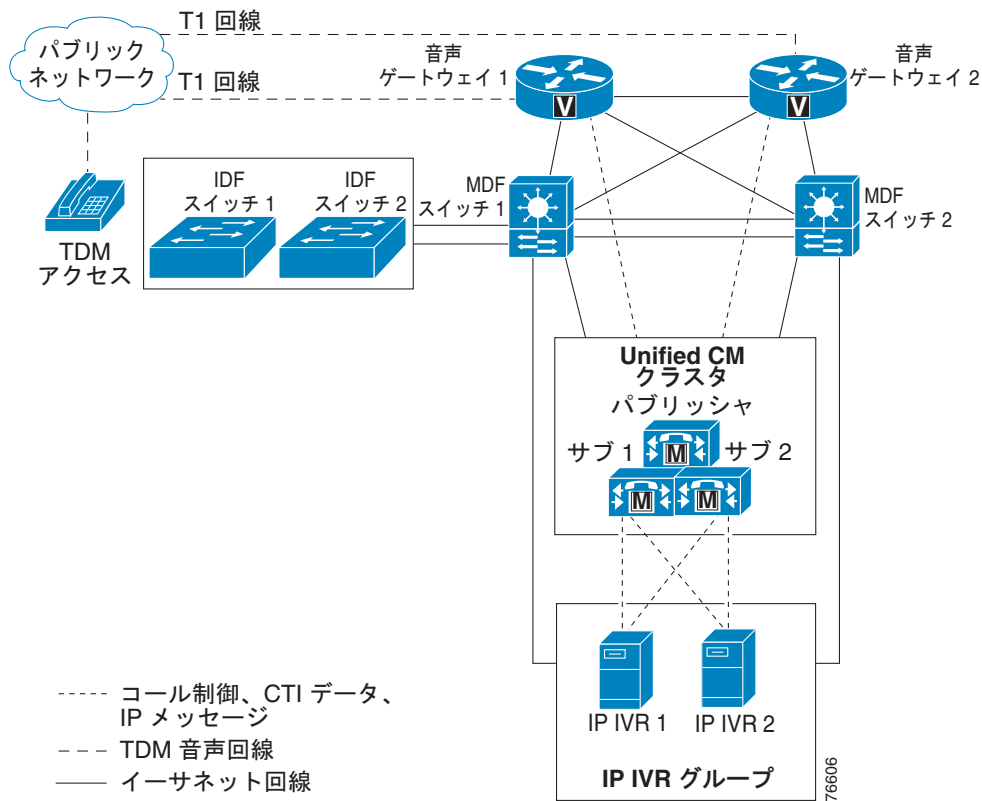 T1 回線
パブリック
ネットワーク
T1 回線
音声
ゲートウェイ 1
音声
ゲートウェイ 2
V
V
IDF
スイッチ 1
IDF
スイッチ 2
MDF
スイッチ 1
MDF
スイッチ 2
TDM
アクセス
Unified CM
クラスタ
パブリッシャ
サブ 1
サブ 2
M
M
M
IP IVR 1
IP IVR 2
IP IVR グループ
コール制御、CTI データ、
IP メッセージ
TDM 音声回線
イーサネット回線
76606